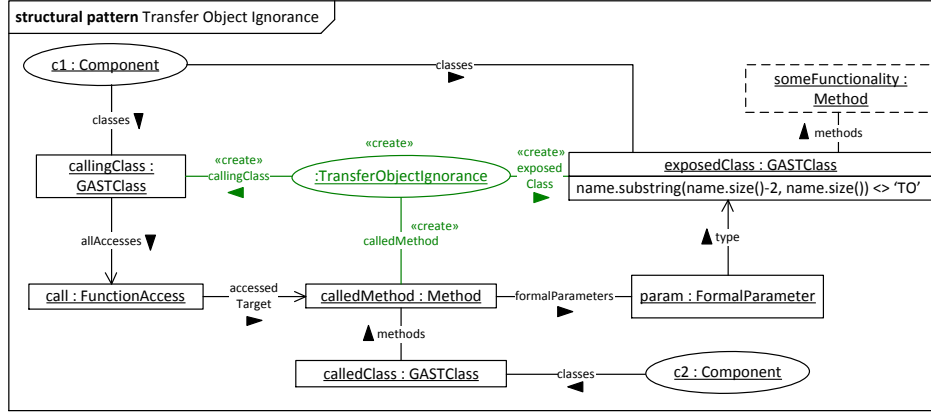 structural pattern Transfer Object Ignorance
c1 : Component
classes
someFunctionality :
Method
classes
methods
«create»
«create»
«create»
callingClass :
GASTClass
callingClass
:TransferObjectIgnorance
exposed
Class
exposedClass : GASTClass
name.substring(name.size()-2, name.size()) <> ‘TO’
«create»
calledMethod
allAccesses
type
call : FunctionAccess
accessed
Target
calledMethod : Method
formalParameters
param : FormalParameter
methods
calledClass : GASTClass
classes
c2 : Component